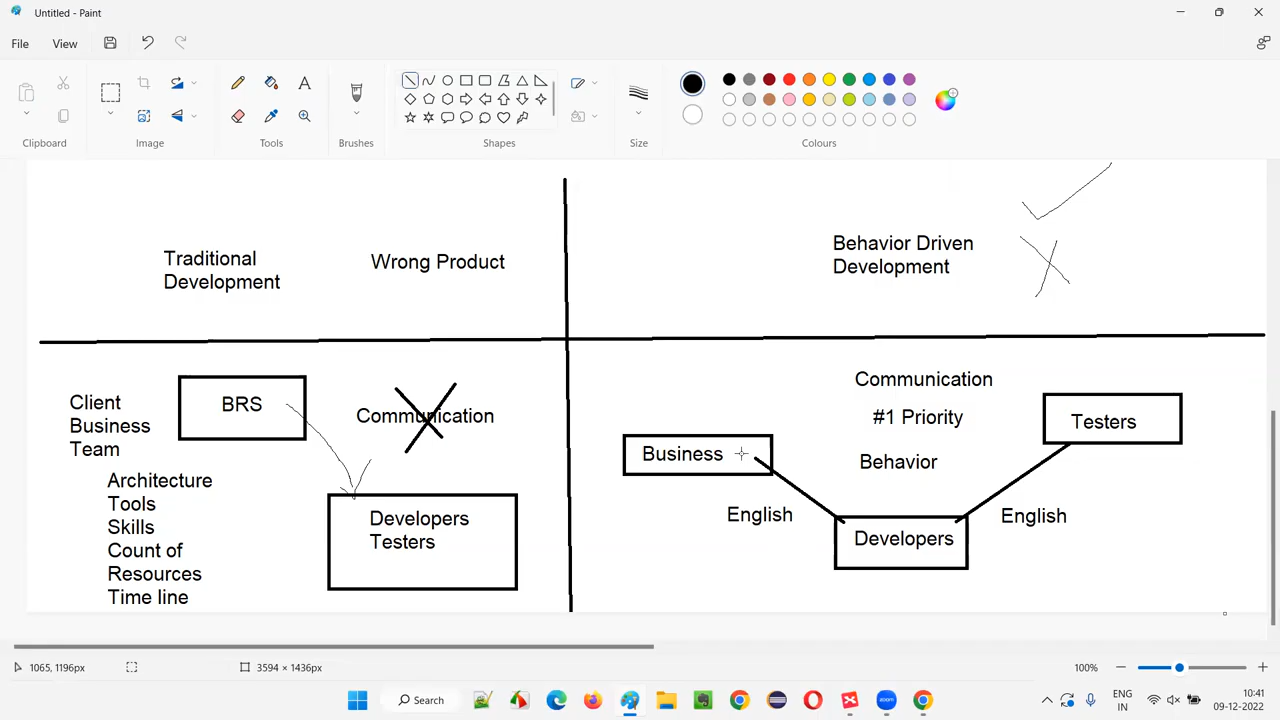 Untitled - Paint
File
View
Clipboard
Image
Tools
Brushes
Shapes
Size
Colours
Traditional
Development
Wrong Product
Behavior Driven
Development
Client
Business
Team
BRS
Communication
Architecture
Tools
Skills
Count of
Resources
Time line
Developers
Testers
Communication
#1 Priority
Behavior
Business
Testers
English
English
Developers
1065, 1196px
3594 × 1436px
100%
Search
zoom
ENG
IN
10:41
09-12-2022